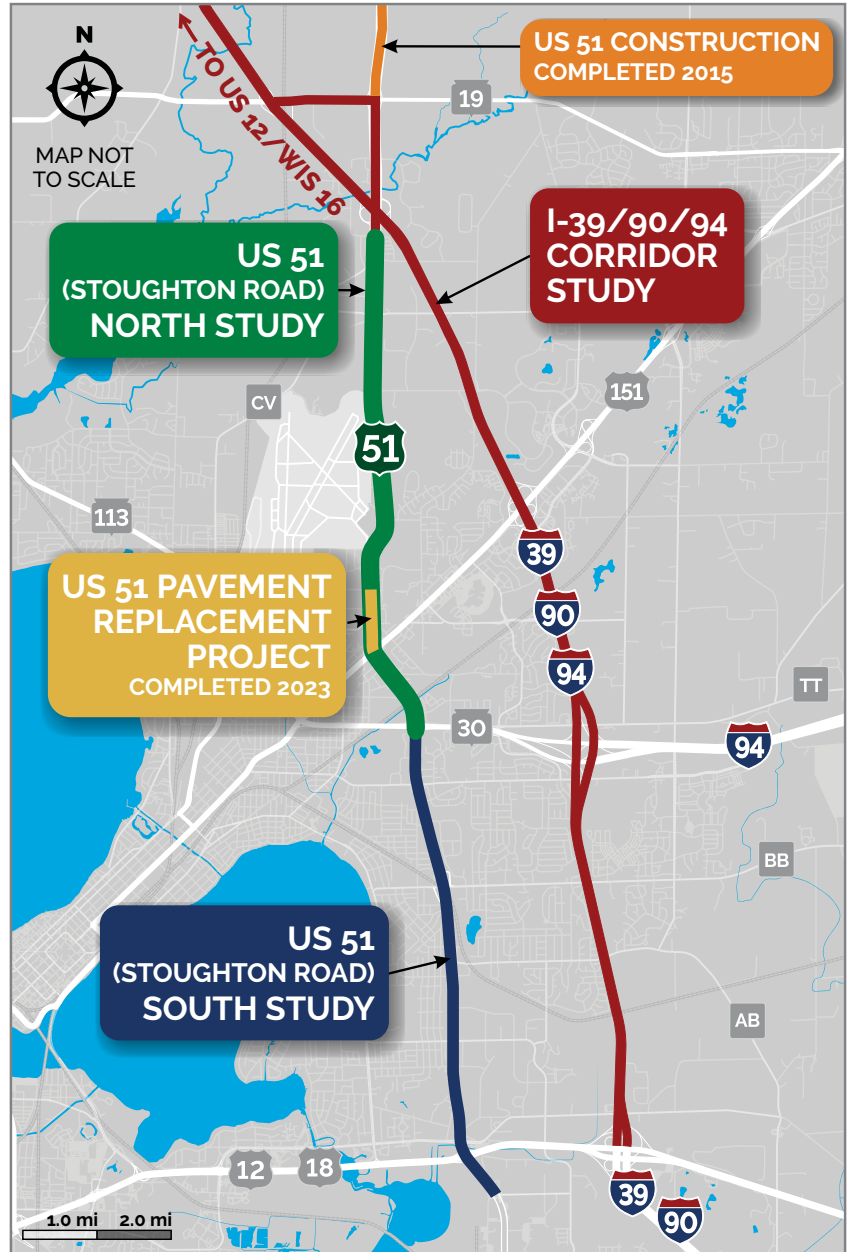 N
MAP NOT
TO SCALE
TO US 12/WIS 16
US 51 CONSTRUCTION
COMPLETED 2015
19
I-39/90/94
CORRIDOR
STUDY
US 51
(STOUGHTON ROAD)
NORTH STUDY
151
CV
51
113
39
US 51 PAVEMENT
REPLACEMENT
PROJECT
COMPLETED 2023
90
94
TT
30
94
BB
US 51
(STOUGHTON ROAD)
SOUTH STUDY
AB
12
18
39
90
1.0 mi 2.0 mi